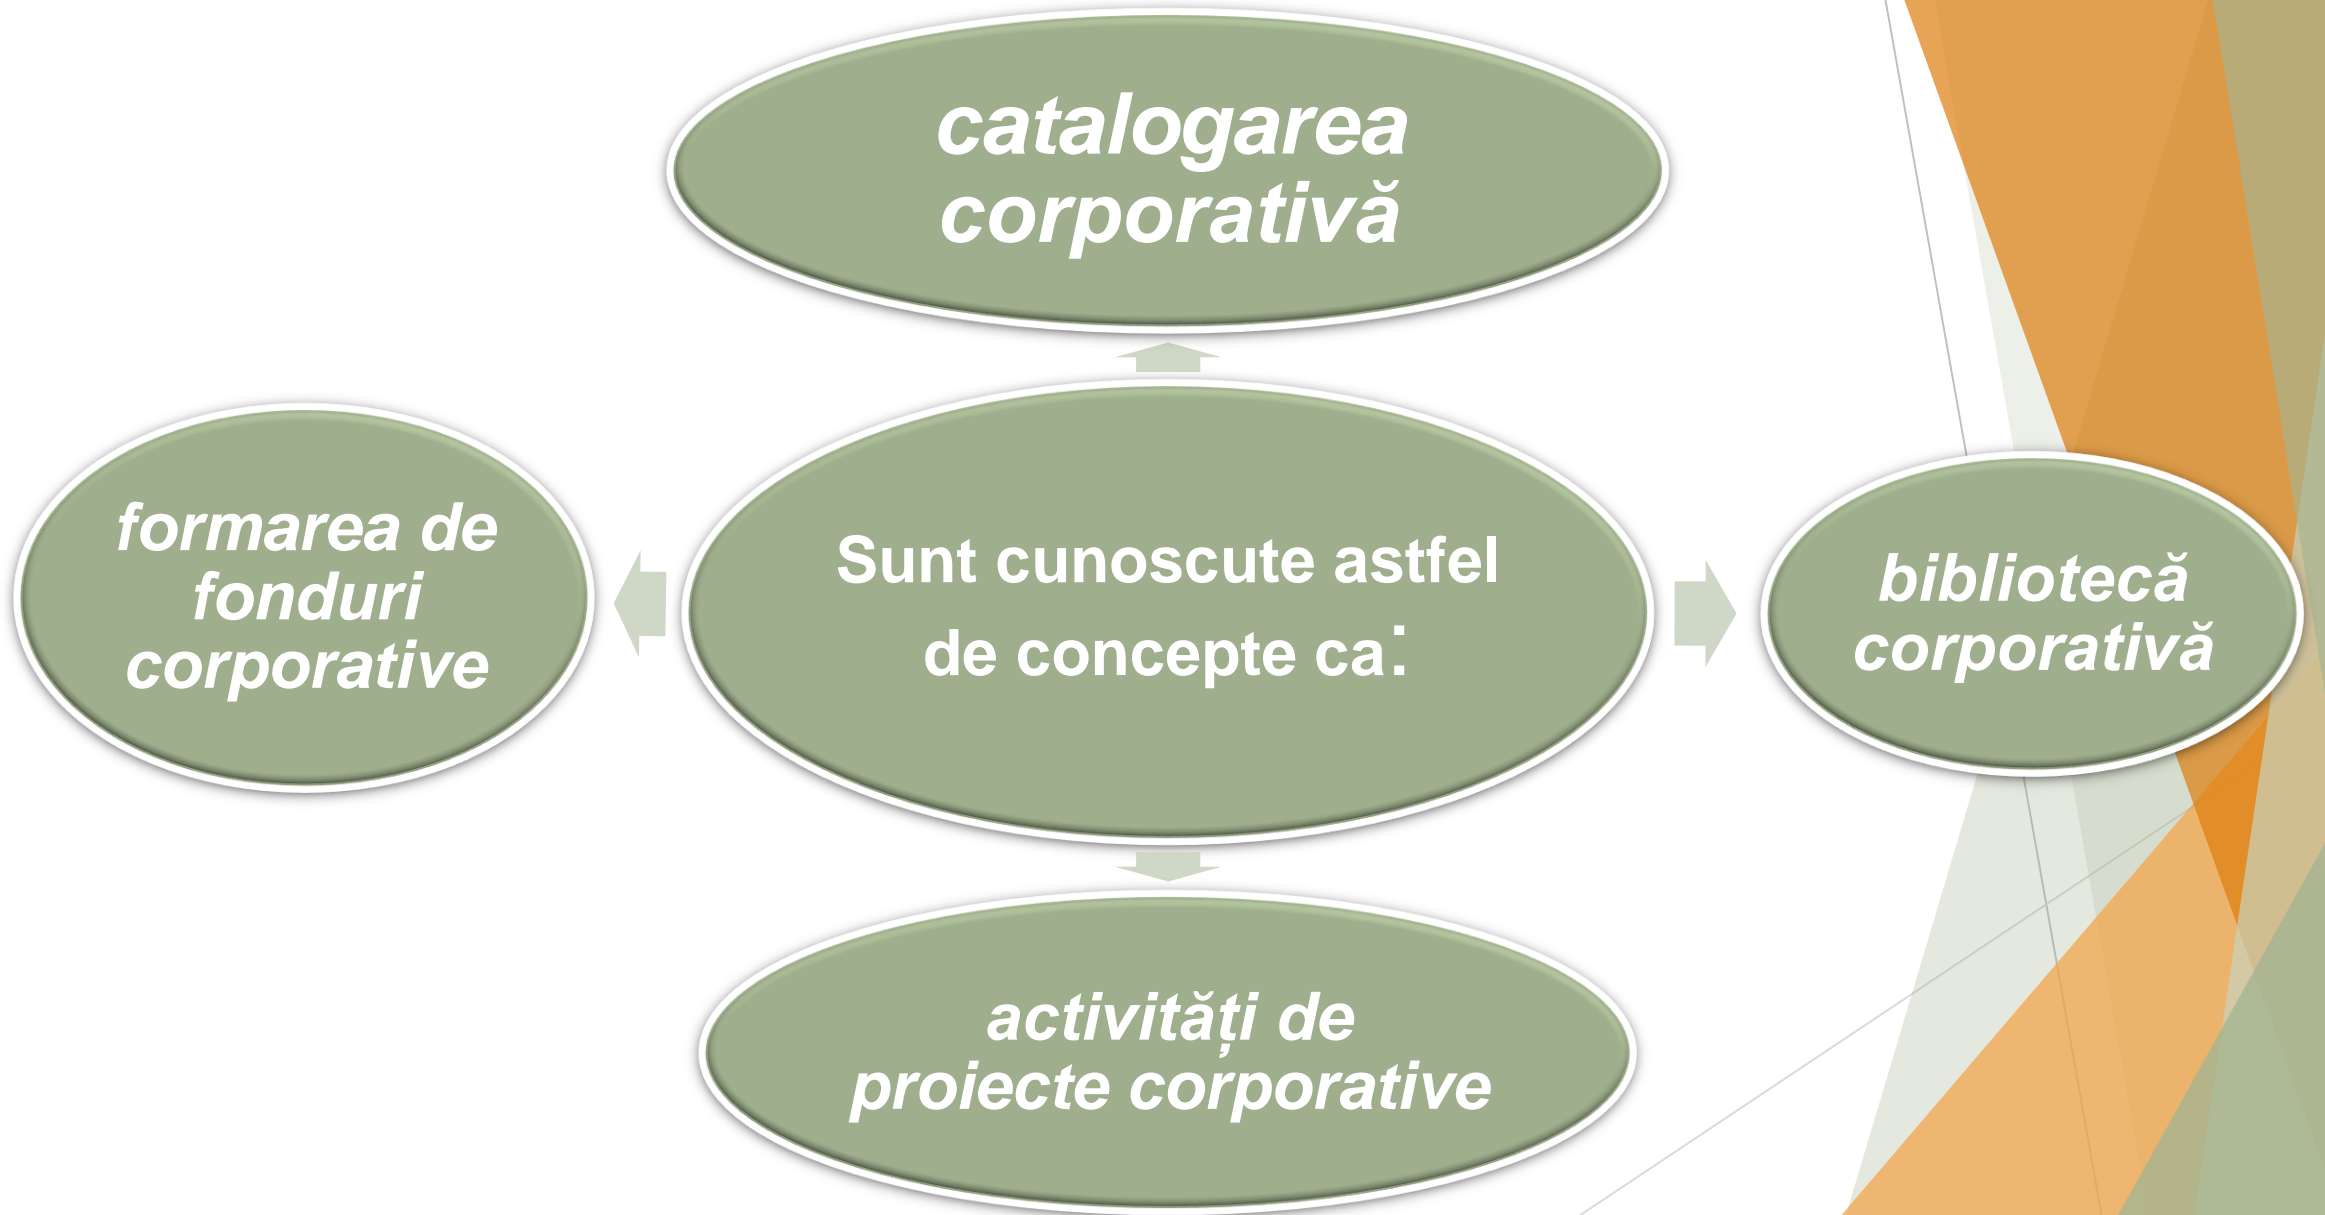 catalogarea
corporativă
formarea de
fonduri
corporative
Sunt cunoscute astfel
de concepte ca:
bibliotecă
corporativă
activități de
proiecte corporative